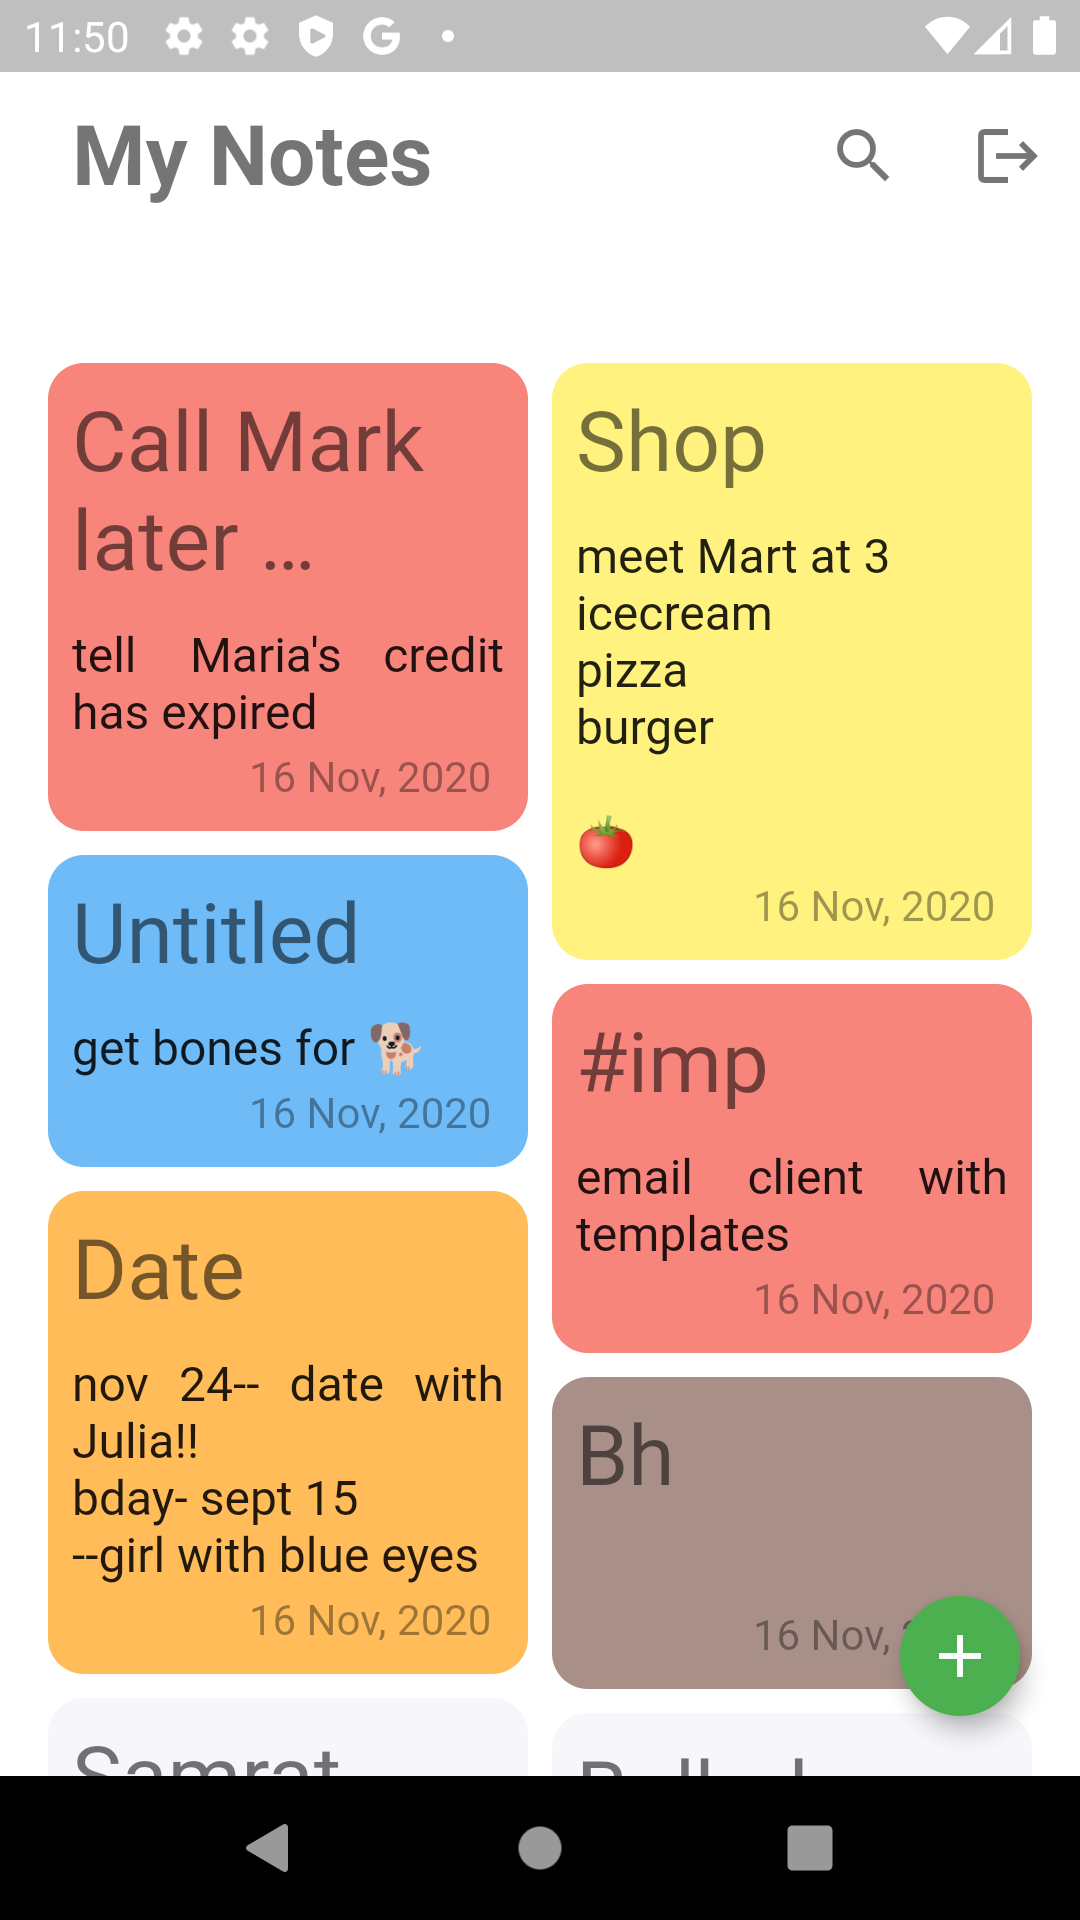 11:50
My Notes
Call Mark
later ...
tell Maria's credit
has expired
16 Nov, 2020
Shop
meet Mart at 3
icecream
pizza
burger
🍅
16 Nov, 2020
Untitled
get bones for 🐕
16 Nov, 2020
#imp
email client with
templates
16 Nov, 2020
Date
nov 24-- date with
Julia!!
bday- sept 15
--girl with blue eyes
16 Nov, 2020
Bh
16 Nov,
Samrat